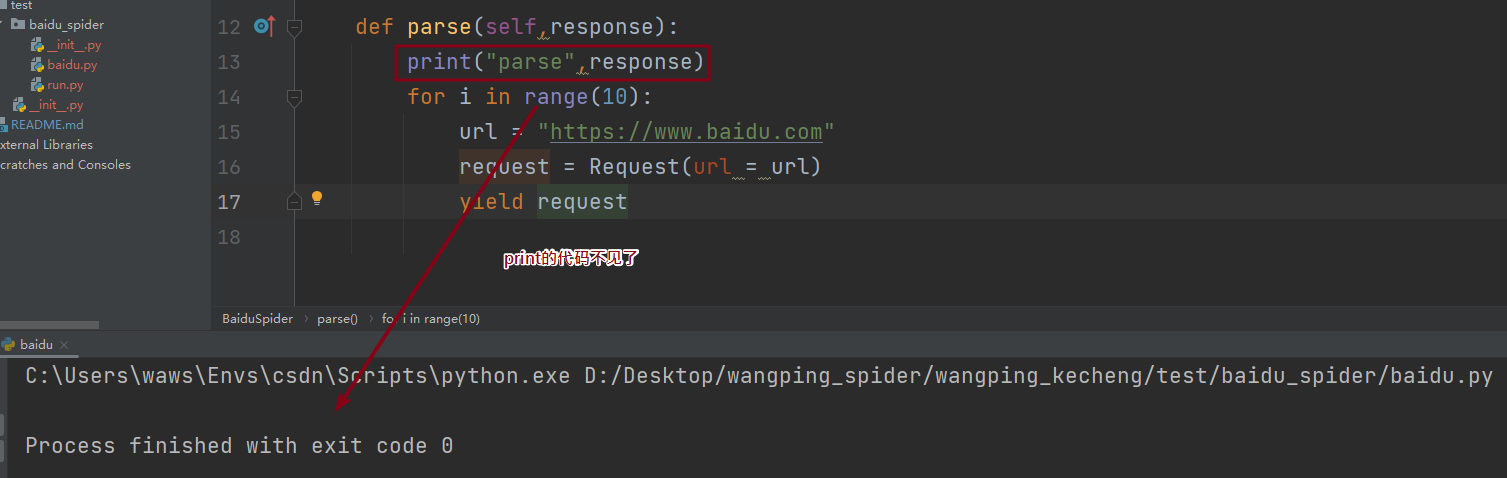 test
baidu_spider
__init__.py
baidu.py
run.py
__init__.py
README.md
xternal Libraries
cratches and Consoles
12 def parse(self,response):
13 print("parse",response)
14 for i in range(10):
15 url = "https://www.baidu.com"
16 request = Request(url = url)
17 yield request
18
print的代码不见了
BaiduSpider › parse() › for i in range(10)
baidu ×
C:\Users\waws\Envs\csdn\Scripts\python.exe D:/Desktop/wangping_spider/wangping_kecheng/test/baidu_spider/baidu.py
Process finished with exit code 0